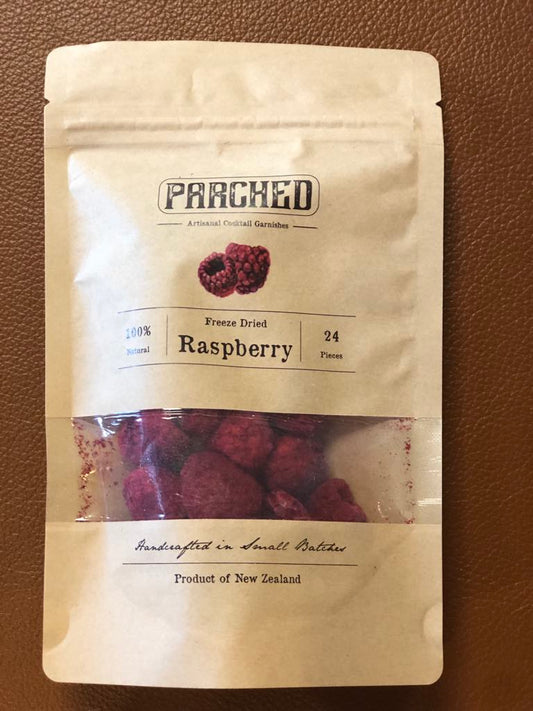 PARCHED
Artisanal Cocktail Garnishes
Freeze Dried
100%
Natural
Raspberry
24
Pieces
Handcrafted in Small Batches
Product of New Zealand